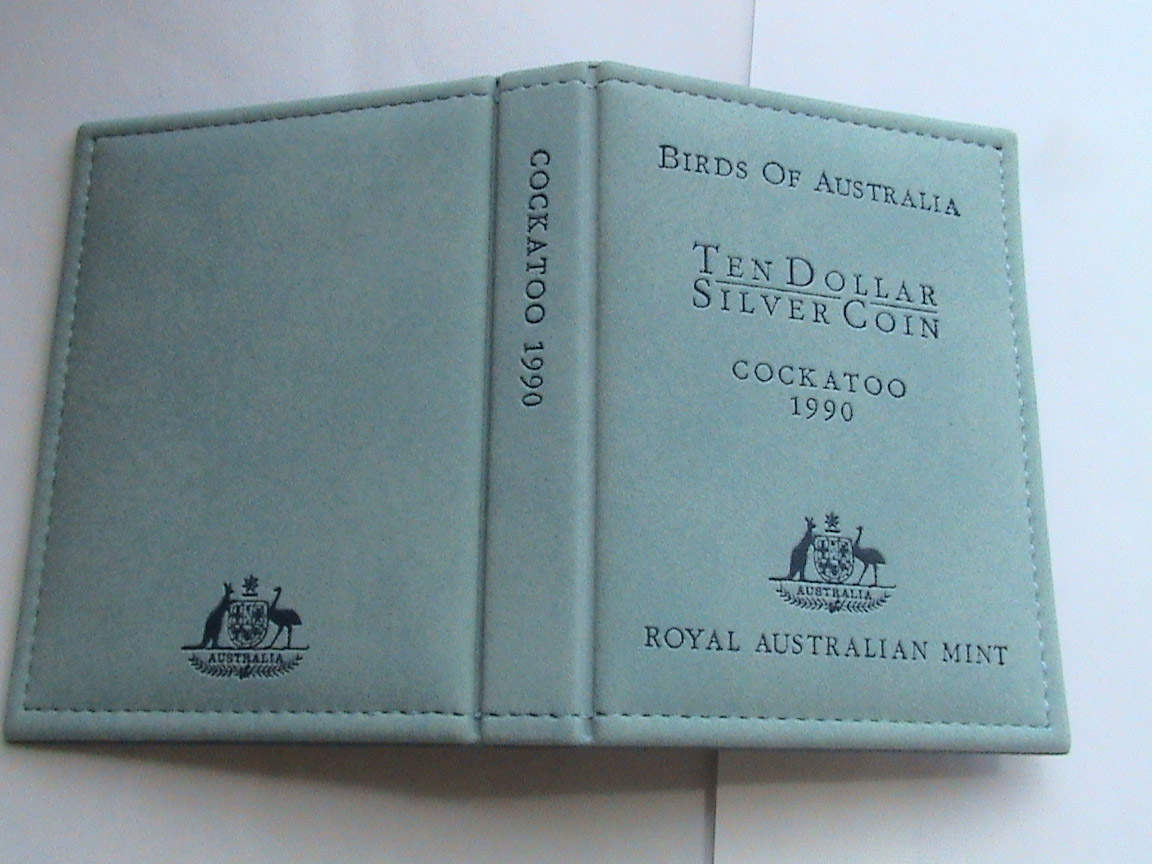 AUSTRALIA
COCKATOO 1990
BIRDS OF AUSTRALIA
TEN DOLLAR
SILVER COIN
COCKATOO
1990
AUSTRALIA
ROYAL AUSTRALIAN MINT